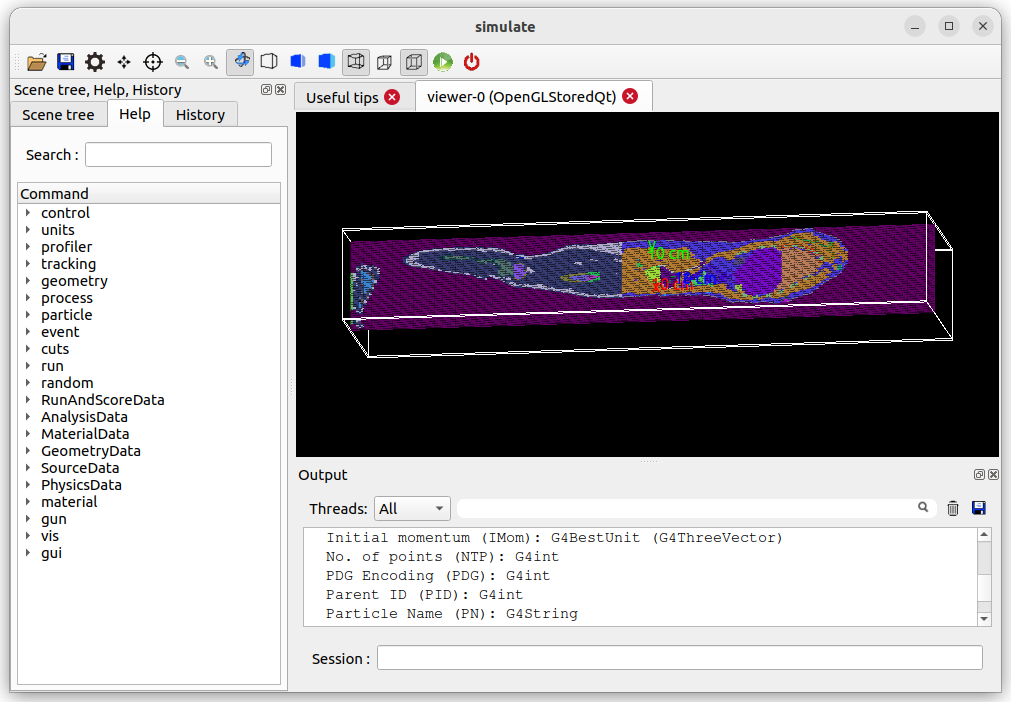 simulate
Scene tree, Help, History
Scene tree
Help
History
Search :
Command
control
units
profiler
tracking
geometry
process
particle
event
cuts
run
random
RunAndScoreData
AnalysisData
MaterialData
GeometryData
SourceData
PhysicsData
material
gun
vis
gui
Useful tips
viewer-0 (OpenGLStoredQt)
10 cm
Output
Threads: All
Initial momentum (IMom): G4BestUnit (G4ThreeVector)
No. of points (NTP): G4int
PDG Encoding (PDG): G4int
Parent ID (PID): G4int
Particle Name (PN): G4String
Session :